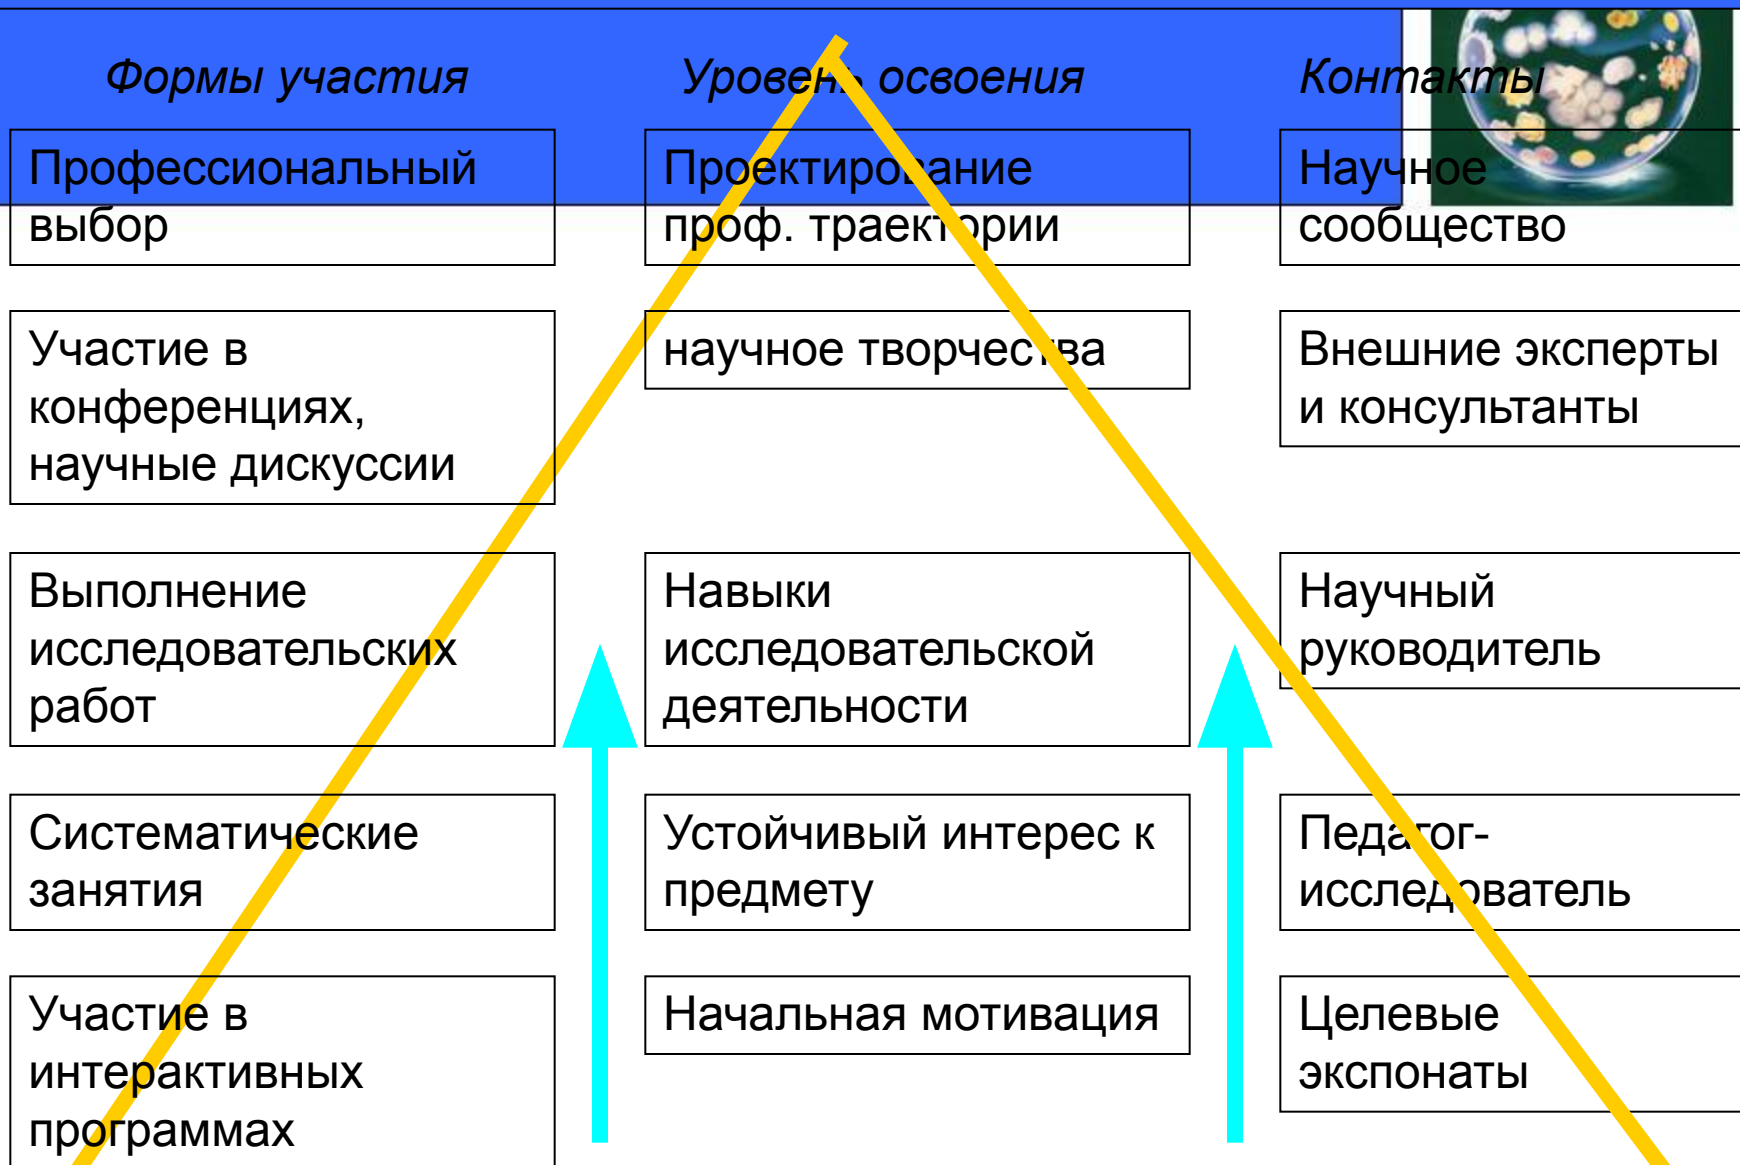 Формы участия
Уровень освоения
Контакты
Профессиональный
выбор
Проектирование
проф. траектории
Научное
сообщество
Участие в
конференциях,
научные дискуссии
научное творчества
Внешние эксперты
и консультанты
Выполнение
исследовательских
работ
Навыки
исследовательской
деятельности
Научный
руководитель
Систематические
занятия
Устойчивый интерес к
предмету
Педагог-
исследователь
Участие в
интерактивных
программах
Начальная мотивация
Целевые
экспонаты